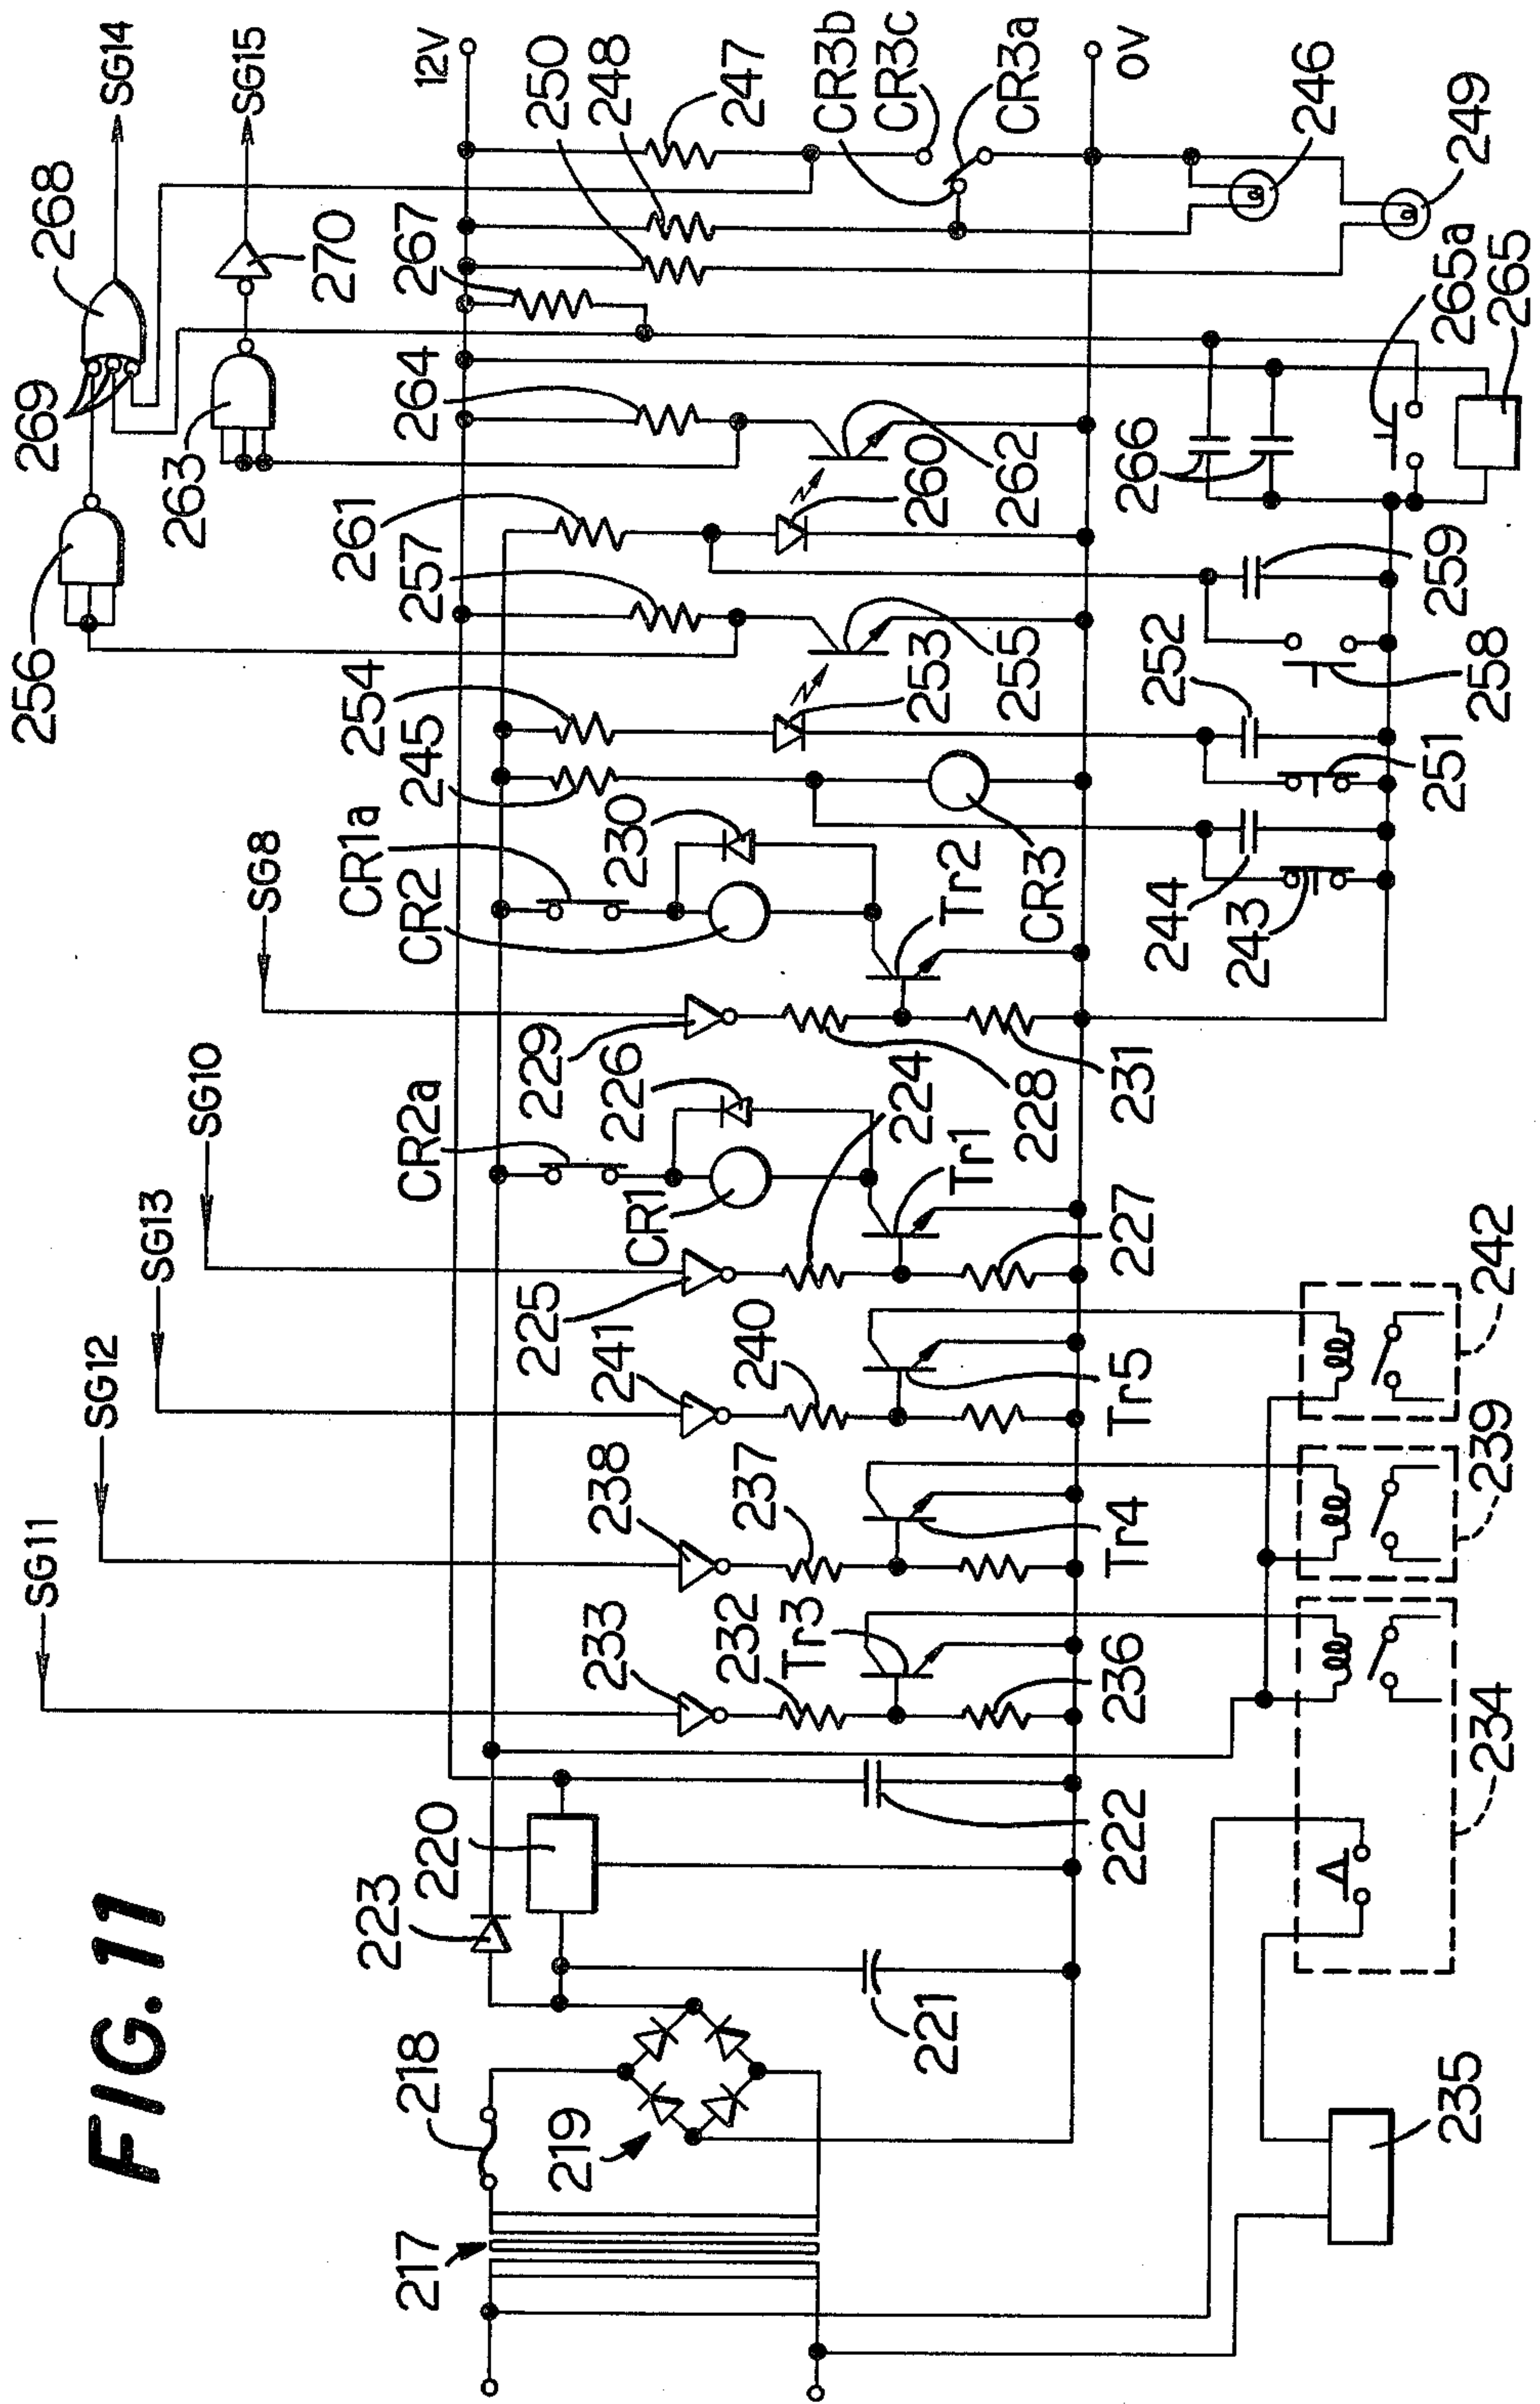 FIG.11
217
218
219
235
223
220
221
222
234
SG11
233
232
Tr3
236
SG12
238
237
Tr4
239
SG13
241
240
Tr5
242
SG10
225
CR2a
CR1
226
224
Tr1
227
SG8
229
228
231
CR1a
CR2
230
Tr2
CR3
244
243
245
254
253
252
251
256
257
255
258
259
261
260
262
263
264
266
265a
265
269
268
270
267
250
248
247
SG14
SG15
12V
CR3b
CR3c
CR3a
0V
246
249